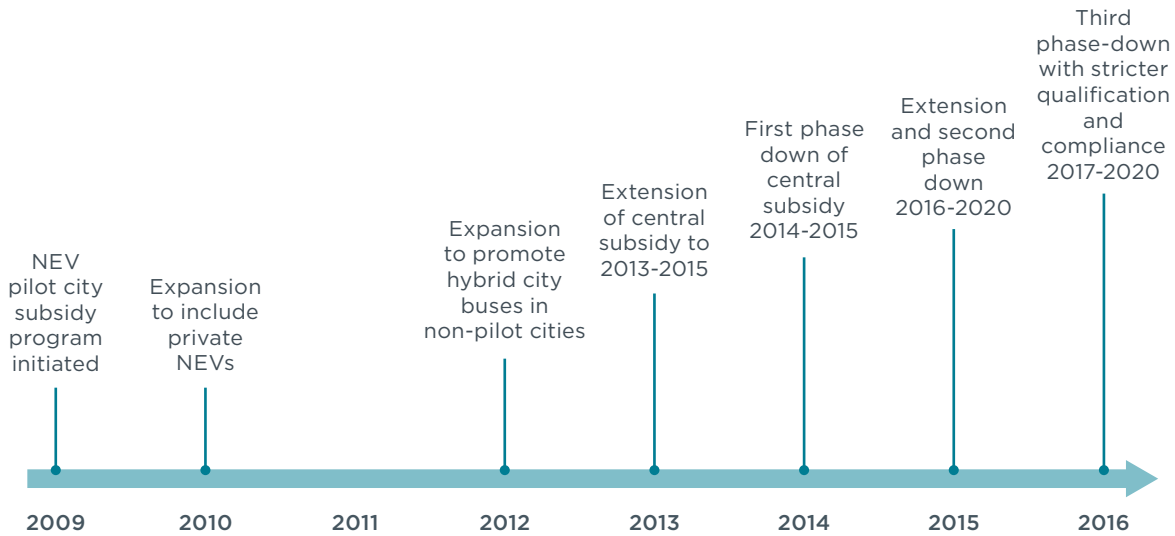 NEV
pilot city
subsidy
program
initiated
Expansion
to include
private
NEVs
Expansion
to promote
hybrid city
buses in
non-pilot cities
Extension
of central
subsidy to
2013-2015
First phase
down of
central
subsidy
2014-2015
Extension
and second
phase
down
2016-2020
Third
phase-down
with stricter
qualification
and
compliance
2017-2020
2009
2010
2011
2012
2013
2014
2015
2016